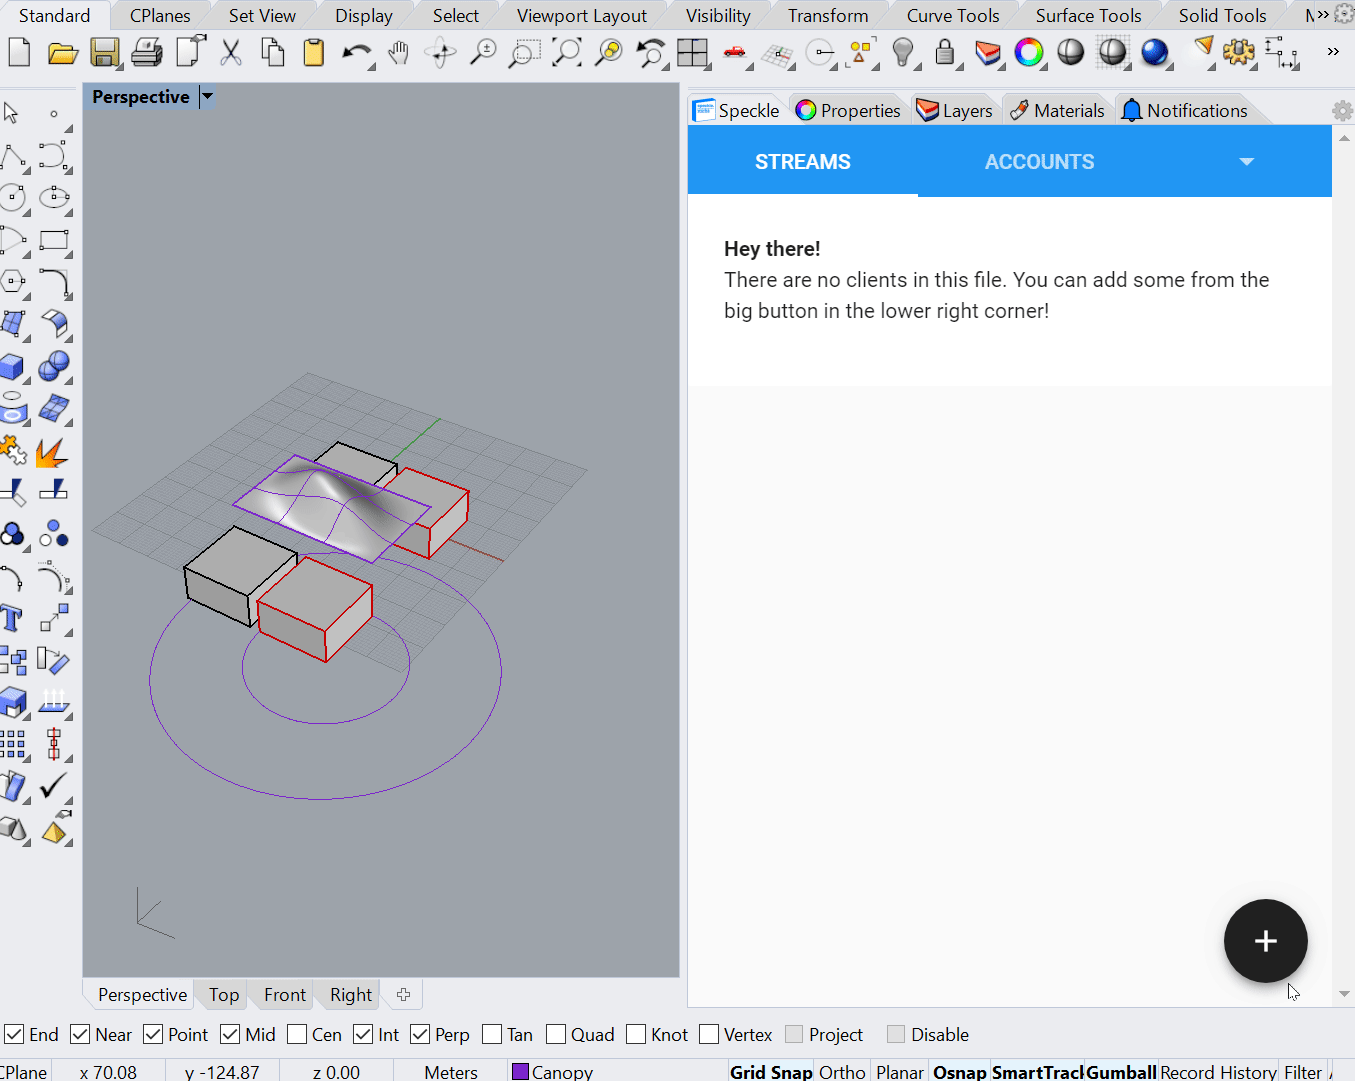 Standard CPlanes Set View Display Select Viewport Layout Visibility Transform Curve Tools Surface Tools Solid Tools
Perspective
Speckle Properties Layers Materials Notifications
STREAMS ACCOUNTS
Hey there!
There are no clients in this file. You can add some from the
big button in the lower right corner!
Perspective Top Front Right
End Near Point Mid Cen Int Perp Tan Quad Knot Vertex Project Disable
CPlane x 70.08 y -124.87 z 0.00 Meters Canopy Grid Snap Ortho Planar Osnap SmartTrack Gumball Record History Filter